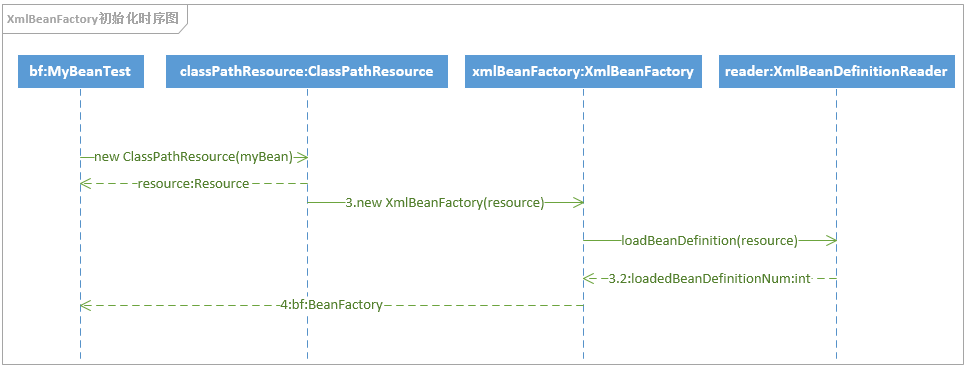 XmlBeanFactory初始化时序图
bf:MyBeanTest
classPathResource:ClassPathResource
xmlBeanFactory:XmlBeanFactory
reader:XmlBeanDefinitionReader
new ClassPathResource(myBean)
resource:Resource
3.new XmlBeanFactory(resource)
loadBeanDefinition(resource)
3.2:loadedBeanDefinitionNum:int
4:bf:BeanFactory